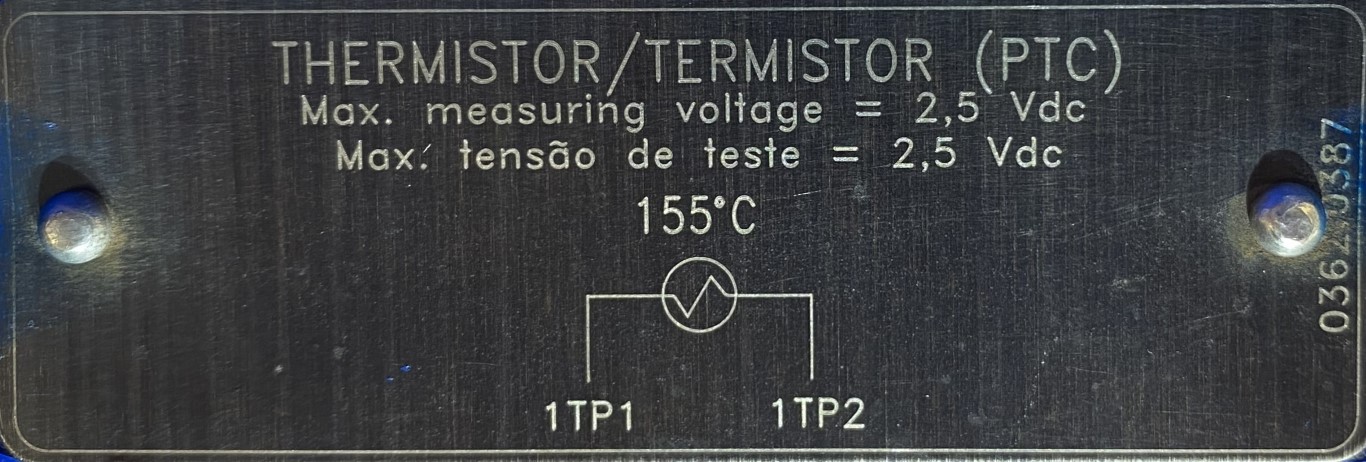 THERMISTOR/TERMISTOR (PTC)
Max. measuring voltage = 2,5 Vdc
Max. tensão de teste = 2,5 Vdc
155°C
1TP1 1TP2